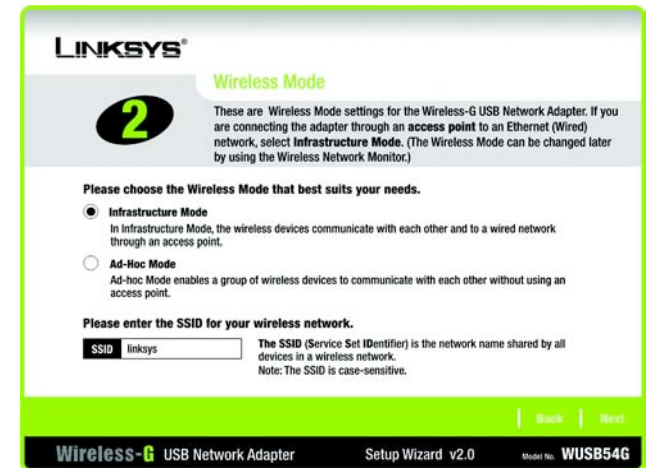 LINKSYS®
Wireless Mode
2
These are Wireless Mode settings for the Wireless-G USB Network Adapter. If you
are connecting the adapter through an access point to an Ethernet (Wired)
network, select Infrastructure Mode. (The Wireless Mode can be changed later
by using the Wireless Network Monitor.)
Please choose the Wireless Mode that best suits your needs.
Infrastructure Mode
In Infrastructure Mode, the wireless devices communicate with each other and to a wired network
through an access point.
Ad-Hoc Mode
Ad-hoc Mode enables a group of wireless devices to communicate with each other without using an
access point.
Please enter the SSID for your wireless network.
SSID linksys
The SSID (Service Set IDentifier) is the network name shared by all
devices in a wireless network.
Note: The SSID is case-sensitive.
Back Next
Wireless-G USB Network Adapter Setup Wizard v2.0 Model No. WUSB54G